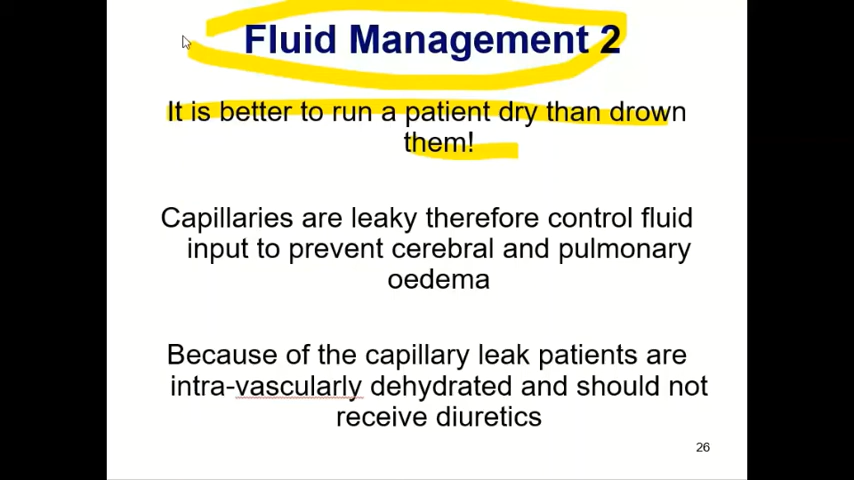 Fluid Management 2
It is better to run a patient dry than drown
them!
Capillaries are leaky therefore control fluid
input to prevent cerebral and pulmonary
oedema
Because of the capillary leak patients are
intra-vascularly dehydrated and should not
receive diuretics
26